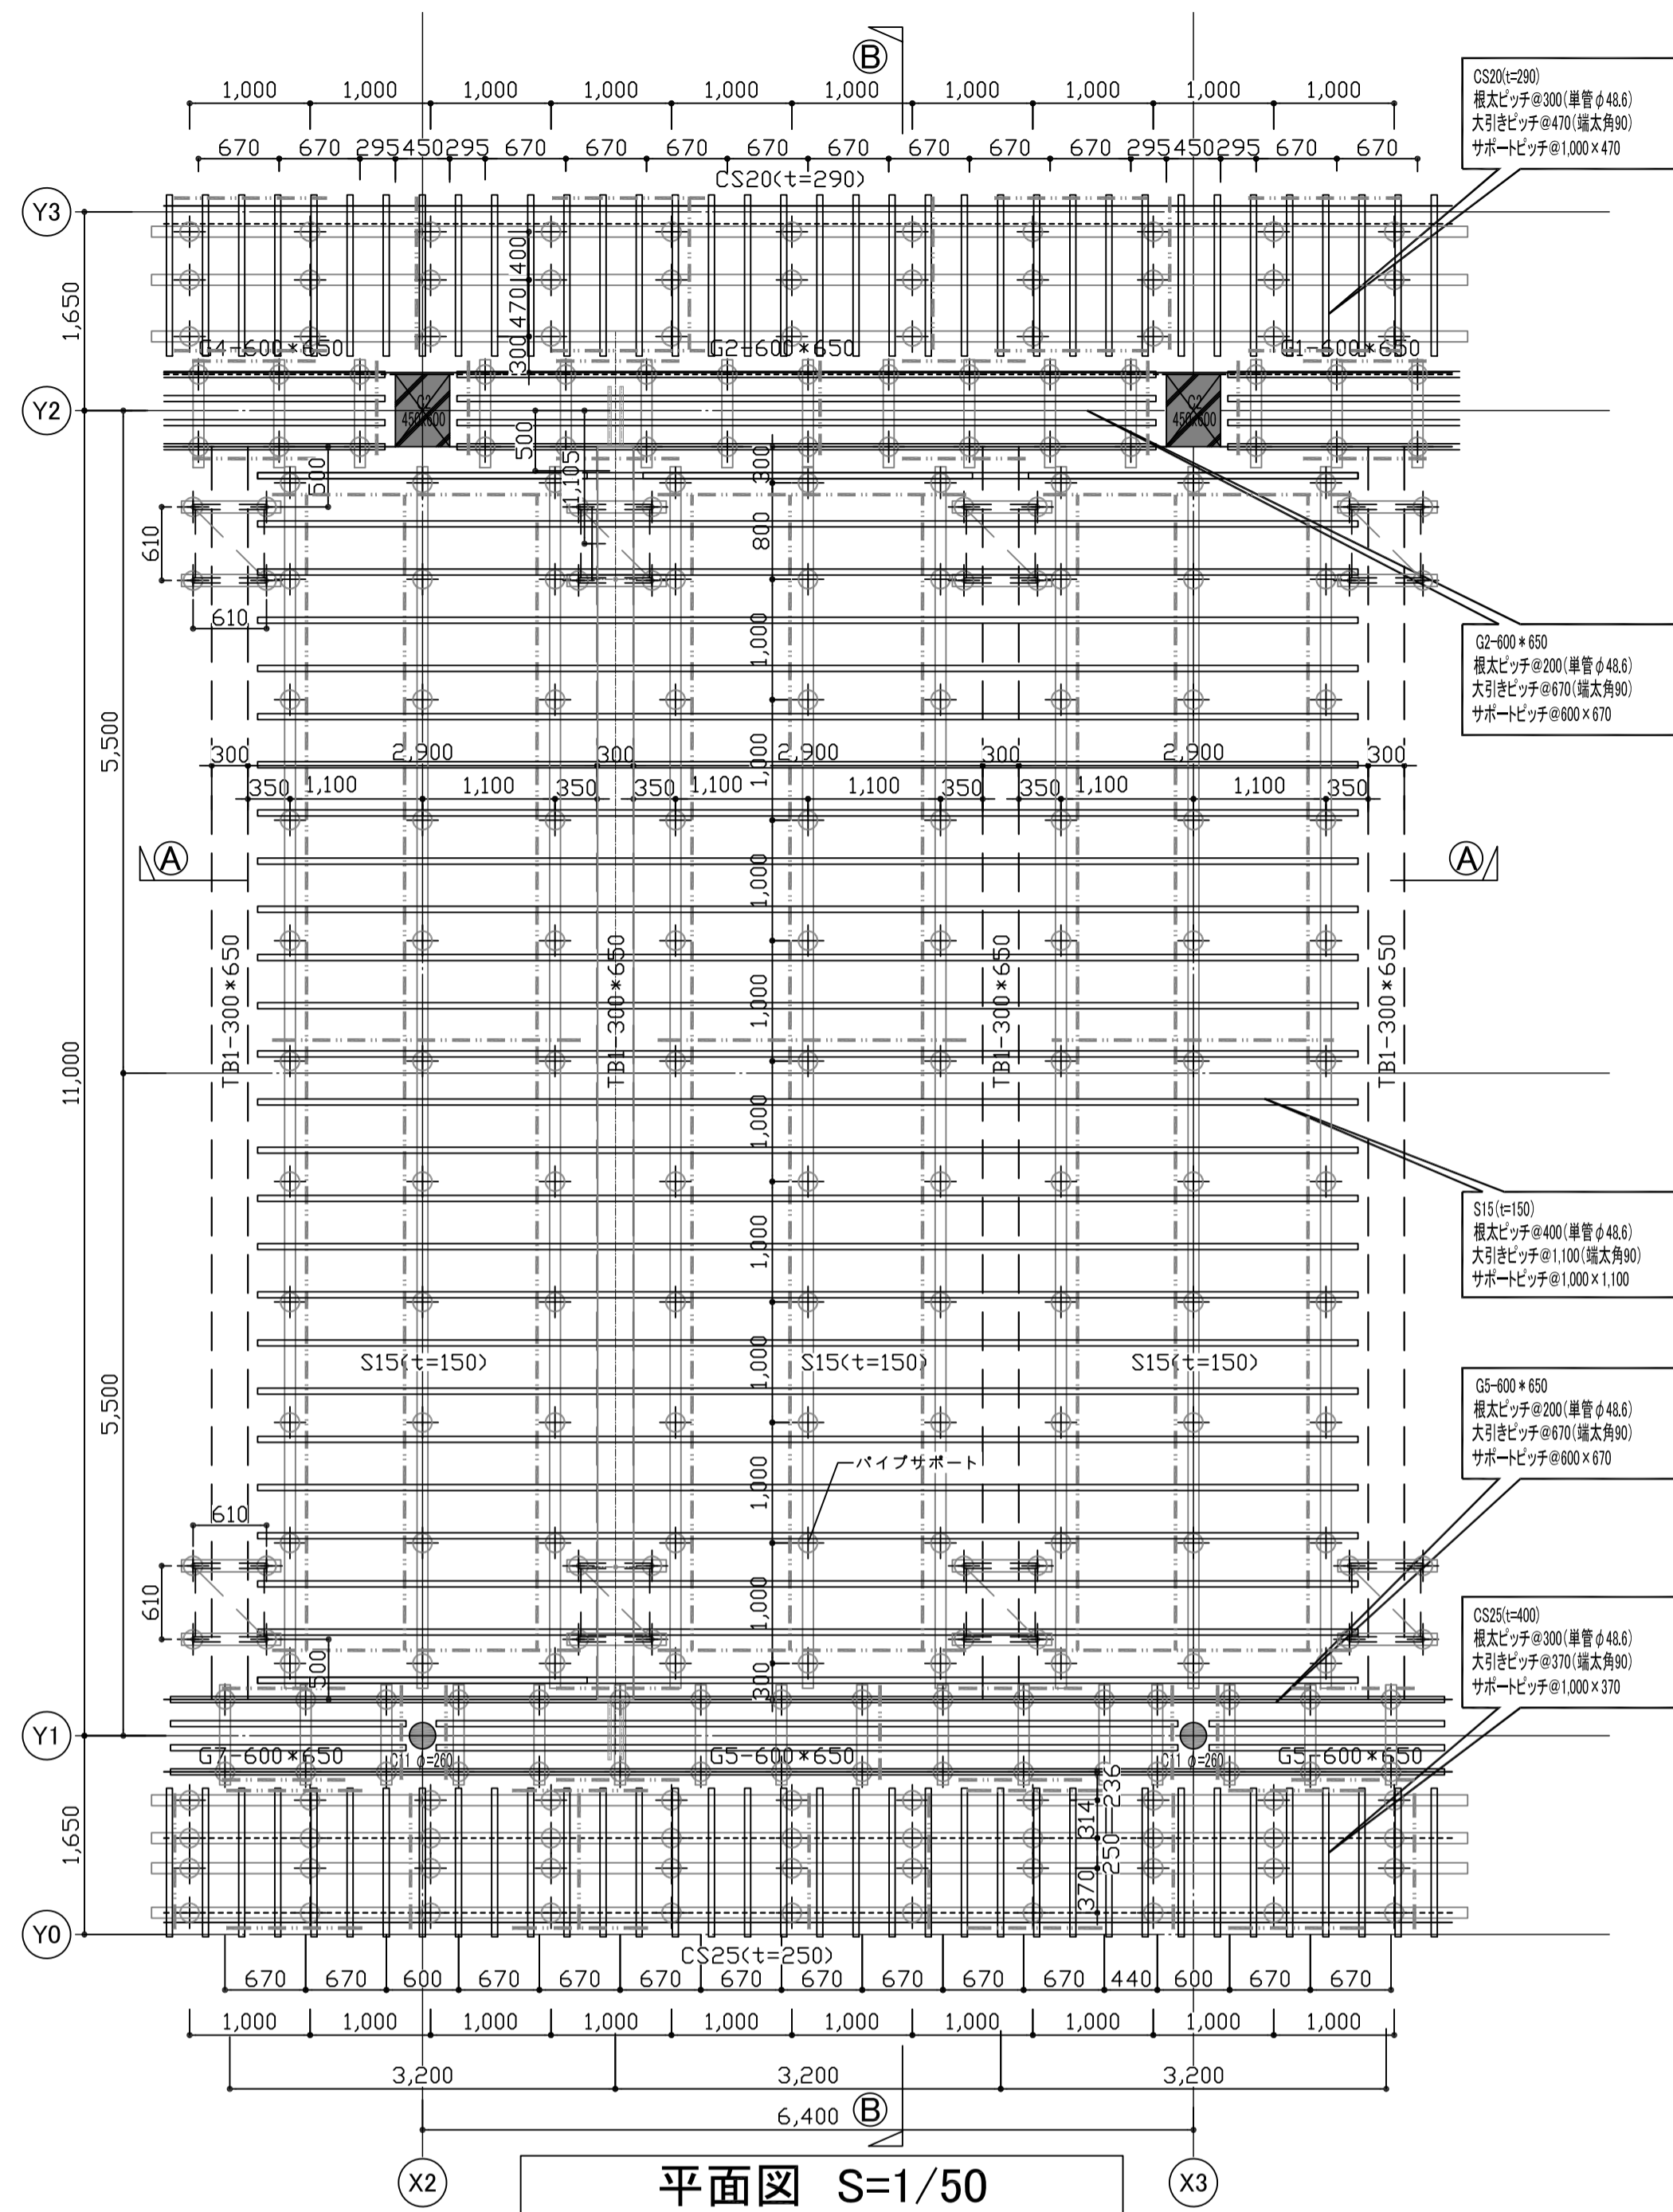 B
1,000 1,000 1,000 1,000 1,000 1,000 1,000 1,000 1,000 1,000
670 670 295 450 295 670 670 670 670 670 670 670 670 295 450 295 670 670
CS20(t=290)
CS20(t=290)
根太ピッチ@300(単管φ48.6)
大引きピッチ@470(端太角90)
サポートピッチ@1,000×470
Y3
1,650
400
470
300
G4-600*650
G2-600*650
G1-600*650
Y2
C2
450x600
C2
450x600
500
500
1,105
300
800
610
610
G2-600*650
根太ピッチ@200(単管φ48.6)
大引きピッチ@670(端太角90)
サポートピッチ@600×670
1,000
5,500
300 2,900 300 2,900 300 2,900 300
350 1,100 1,100 350 350 1,100 1,100 350 350 1,100 1,100 350
1,000
A
A
1,000
TB1-300*650
TB1-300*650
TB1-300*650
TB1-300*650
1,000
11,000
1,000
S15(t=150)
根太ピッチ@400(単管φ48.6)
大引きピッチ@1,100(端太角90)
サポートピッチ@1,000×1,100
1,000
1,000
S15(t=150)
S15(t=150)
S15(t=150)
5,500
G5-600*650
根太ピッチ@200(単管φ48.6)
大引きピッチ@670(端太角90)
サポートピッチ@600×670
パイプサポート
1,000
610
610
1,000
500
300
CS25(t=400)
根太ピッチ@300(単管φ48.6)
大引きピッチ@370(端太角90)
サポートピッチ@1,000×370
Y1
G7-600*650
C11 φ=260
G5-600*650
C11 φ=260
G5-600*650
236
314
250
370
1,650
Y0
CS25(t=250)
670 670 600 670 670 670 670 670 670 670 670 440 600 670 670
1,000 1,000 1,000 1,000 1,000 1,000 1,000 1,000 1,000 1,000
3,200 3,200 3,200
6,400
B
X2
X3
平面図 S=1/50